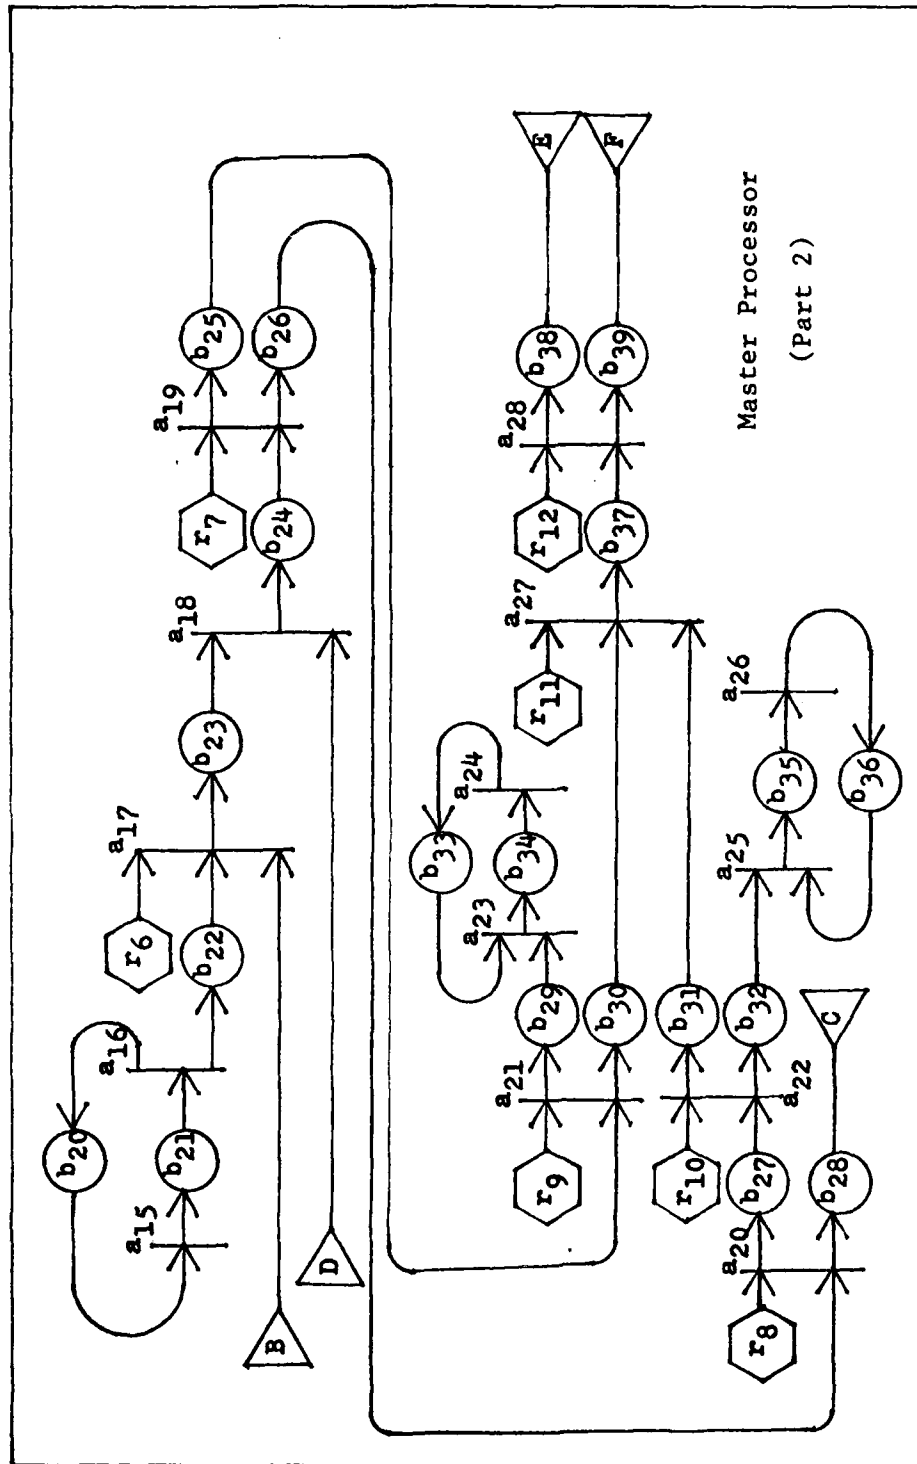 b20
a15
b21
a16
r6
b22
a17
b23
a18
r7
b24
a19
b25
b26
B
D
r9
a21
b29
b30
a23
b33
b34
a24
r11
a27
b37
r12
a28
b38
b39
E
F
r10
b31
r8
a20
b27
b28
a22
b32
C
a25
b35
b36
a26
Master Processor
(Part 2)